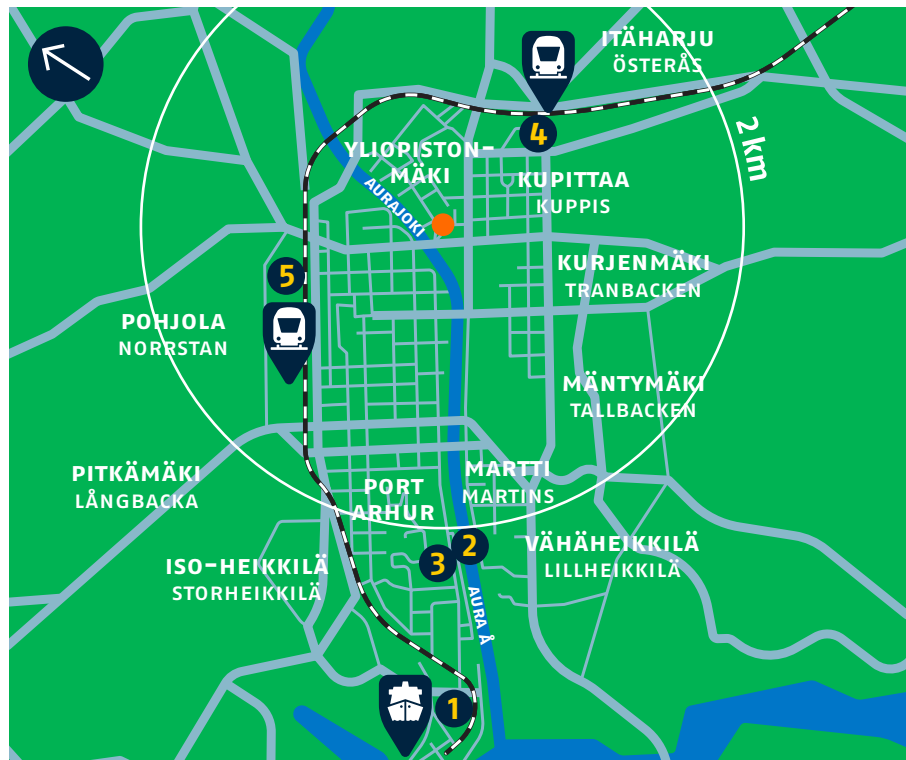 ITÄHARJU
ÖSTERÅS
2 km
4
YLIOPISTON-
MÄKI
KUPITTAA
KUPPIS
AURAJOKI
5
KURJENMÄKI
TRANBACKEN
POHJOLA
NORRSTAN
MÄNTYMÄKI
TALLBACKEN
PITKÄMÄKI
LÅNGBACKA
PORT
ARHUR
MARTTI
MARTINS
2
3
VÄHÄHEIKKILÄ
LILLHEIKKILÄ
ISO-HEIKKILÄ
STORHEIKKILÄ
AURA Å
1